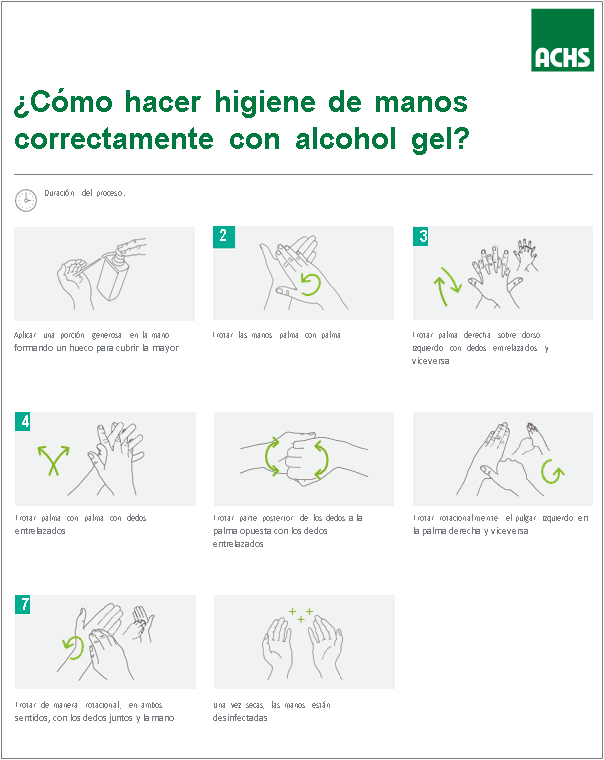 ACHS
¿Cómo hacer higiene de manos
correctamente con alcohol gel?
Duración del proceso:
2
3
Aplicar una porción generosa en la mano
formando un hueco para cubrir la mayor
Frotar las manos palma con palma
Frotar palma derecha sobre dorso
izquierdo con dedos entrelazados y
viceversa
4
Frotar palma con palma con dedos
entrelazados
Frotar parte posterior de los dedos a la
palma opuesta con los dedos
entrelazados
Frotar rotacionalmente el pulgar izquierdo en
la palma derecha y viceversa
7
Frotar de manera rotacional, en ambos
sentidos, con los dedos juntos y la mano
una vez secas, las manos están
desinfectadas